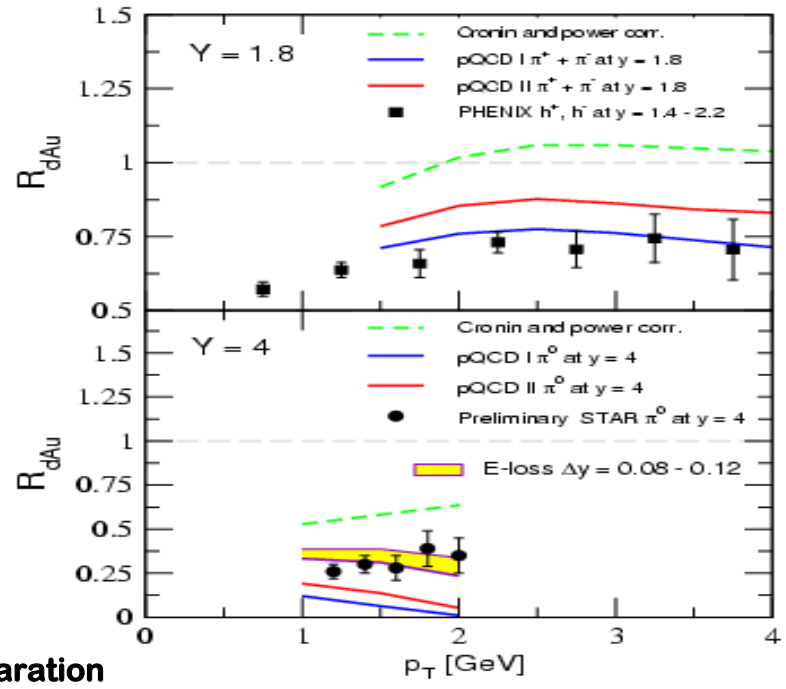 1.5
Y = 1.8
Cronin and power corr.
pQCD I π⁺ + π⁻ at y = 1.8
pQCD II π⁺ + π⁻ at y = 1.8
PHENIX h⁺, h⁻ at y = 1.4 - 2.2
1.25
1
0.75
0.5
R_dAu
Y = 4
Cronin and power corr.
pQCD I π⁰ at y = 4
pQCD II π⁰ at y = 4
Preliminary STAR π⁰ at y = 4
E-loss Δy = 0.08 - 0.12
1.5
1.25
1
0.75
0.5
0.25
0
R_dAu
0 1 2 3 4
p_T [GeV]
aration